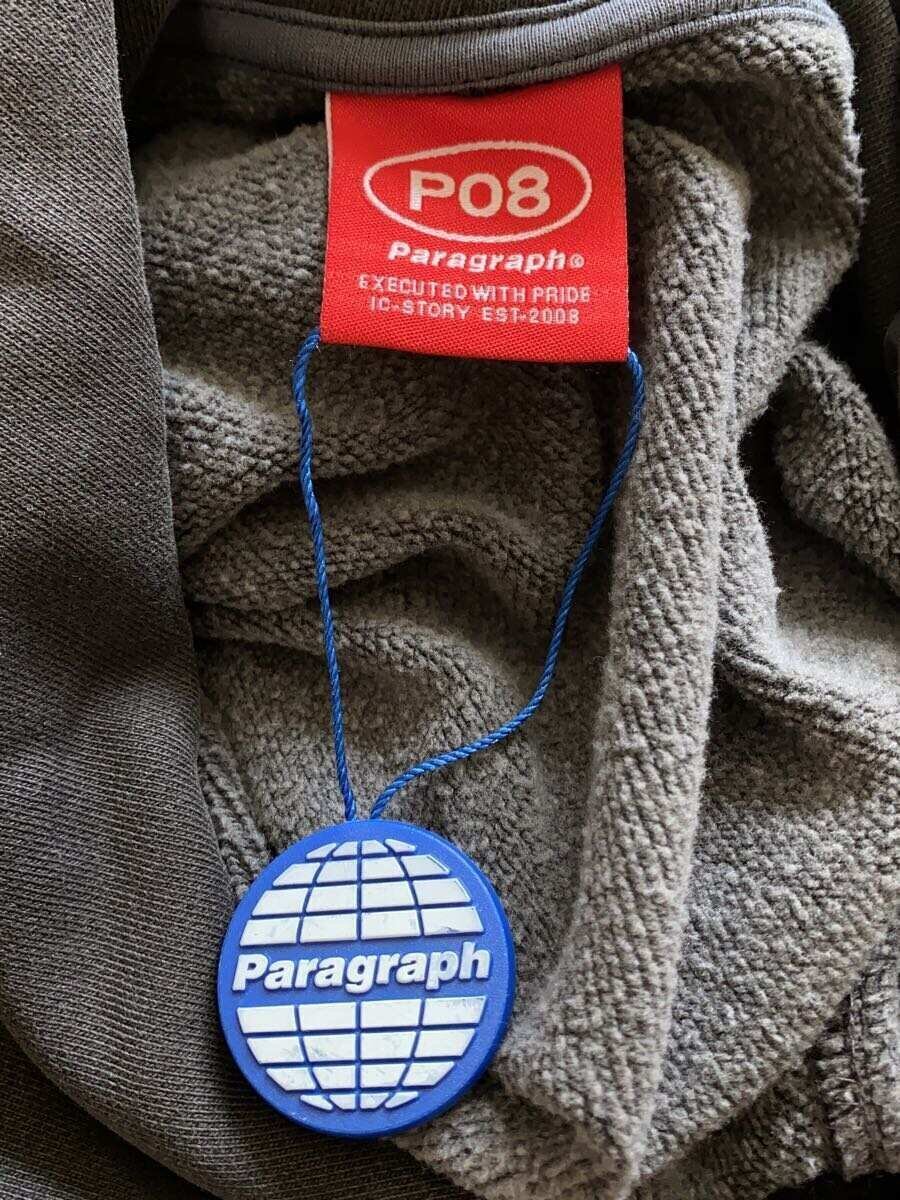 P08
Paragraph®
EXECUTED WITH PRIDE
IC-STORY EST-2008
Paragraph